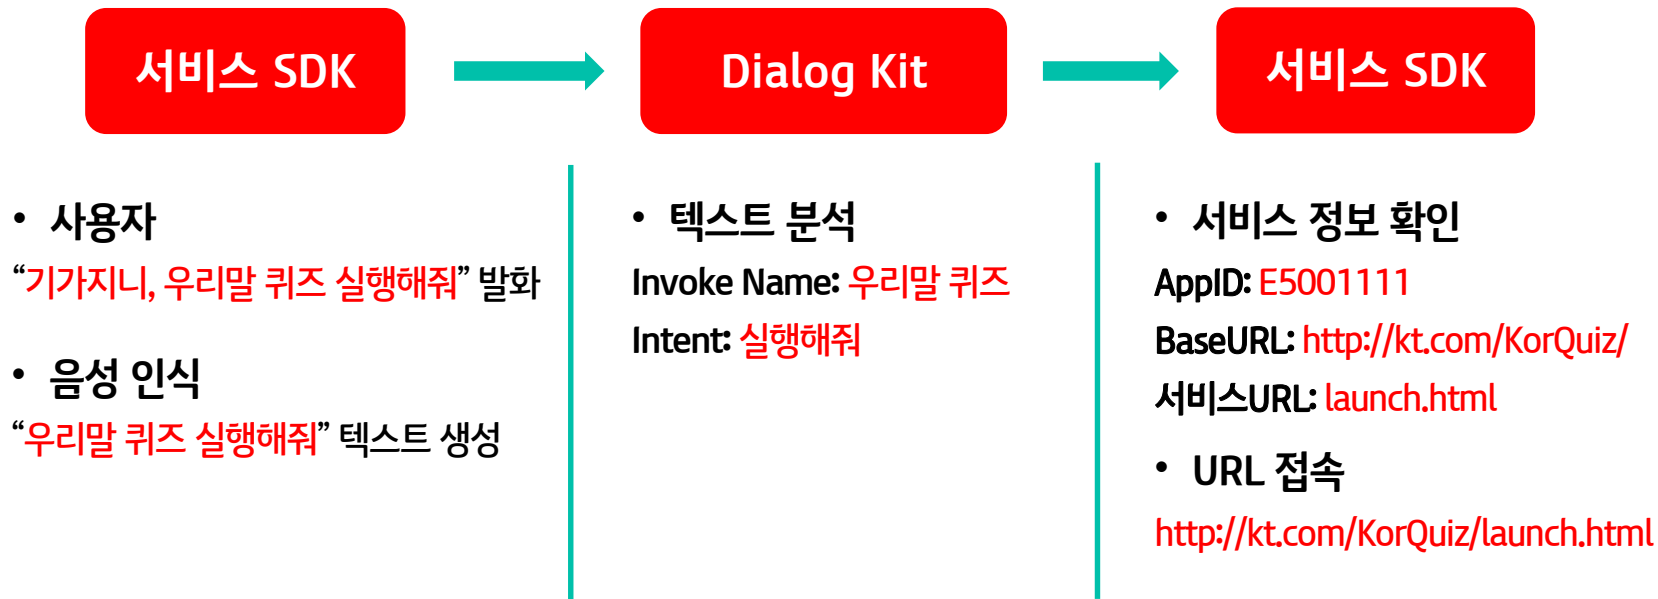 서비스 SDK
Dialog Kit
서비스 SDK
• 사용자
“기가지니, 우리말 퀴즈 실행해줘” 발화
• 음성 인식
“우리말 퀴즈 실행해줘” 텍스트 생성
• 텍스트 분석
Invoke Name: 우리말 퀴즈
Intent: 실행해줘
• 서비스 정보 확인
AppID: E5001111
BaseURL: http://kt.com/KorQuiz/
서비스URL: launch.html
• URL 접속
http://kt.com/KorQuiz/launch.html